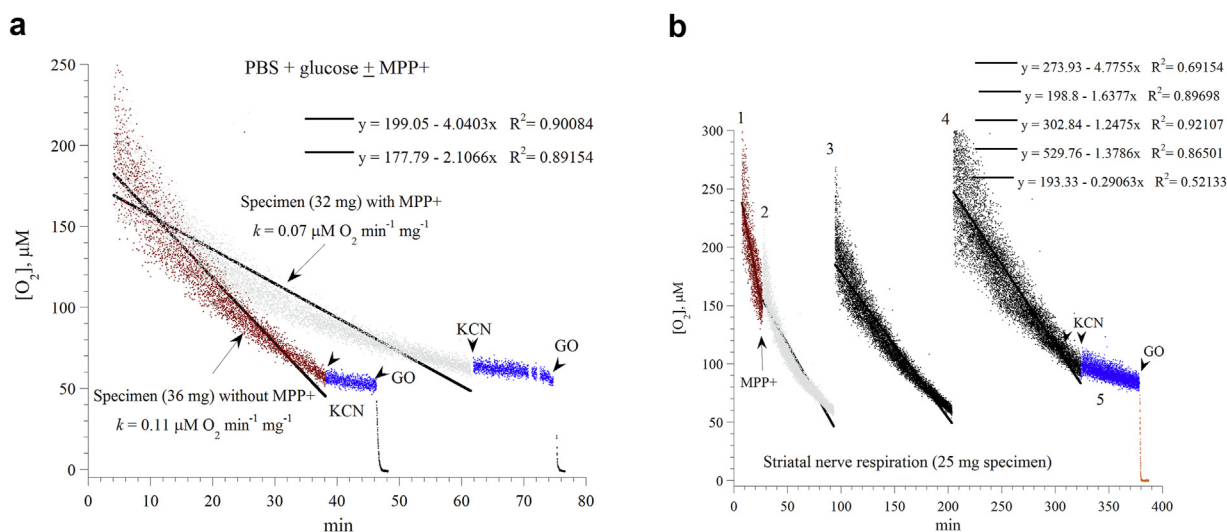 a
PBS + glucose ± MPP+
y = 199.05 - 4.0403x R²= 0.90084
y = 177.79 - 2.1066x R²= 0.89154
Specimen (32 mg) with MPP+
k = 0.07 μM O₂ min⁻¹ mg⁻¹
KCN
GO
GO
KCN
Specimen (36 mg) without MPP+
k = 0.11 μM O₂ min⁻¹ mg⁻¹
[O₂], μM
250
200
150
100
50
0
0 10 20 30 40 50 60 70 80
min
b
y = 273.93 - 4.7755x R²= 0.69154
y = 198.8 - 1.6377x R²= 0.89698
y = 302.84 - 1.2475x R²= 0.92107
y = 529.76 - 1.3786x R²= 0.86501
y = 193.33 - 0.29063x R²= 0.52133
1
2
3
4
KCN
GO
5
MPP+
Striatal nerve respiration (25 mg specimen)
[O₂], μM
300
250
200
150
100
50
0
0 50 100 150 200 250 300 350 400
min